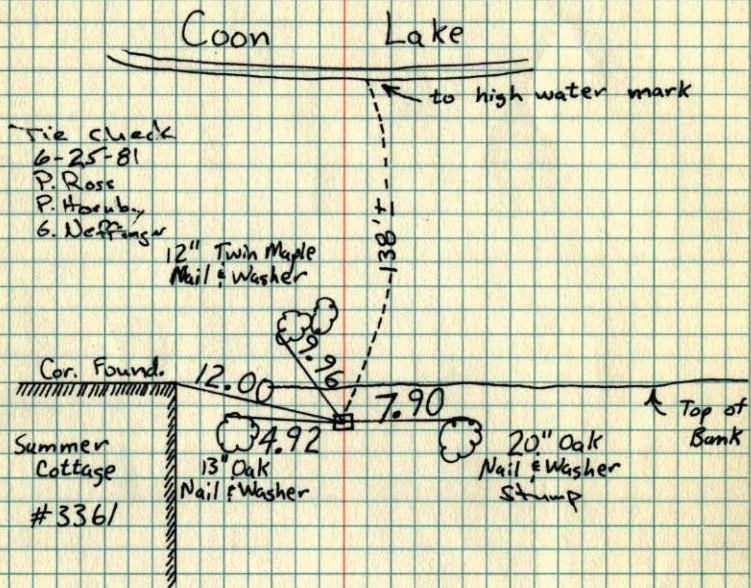 Coon Lake
to high water mark
Tie check
6-25-81
P. Ross
P. Hornby
G. Neffinger
138'±
12" Twin Maple
Nail & Washer
9.96
Cor. Found.
12.00
7.90
Top of
Bank
4.92
Summer
Cottage
#3361
13" Oak
Nail & Washer
20" Oak
Nail & Washer
Stump